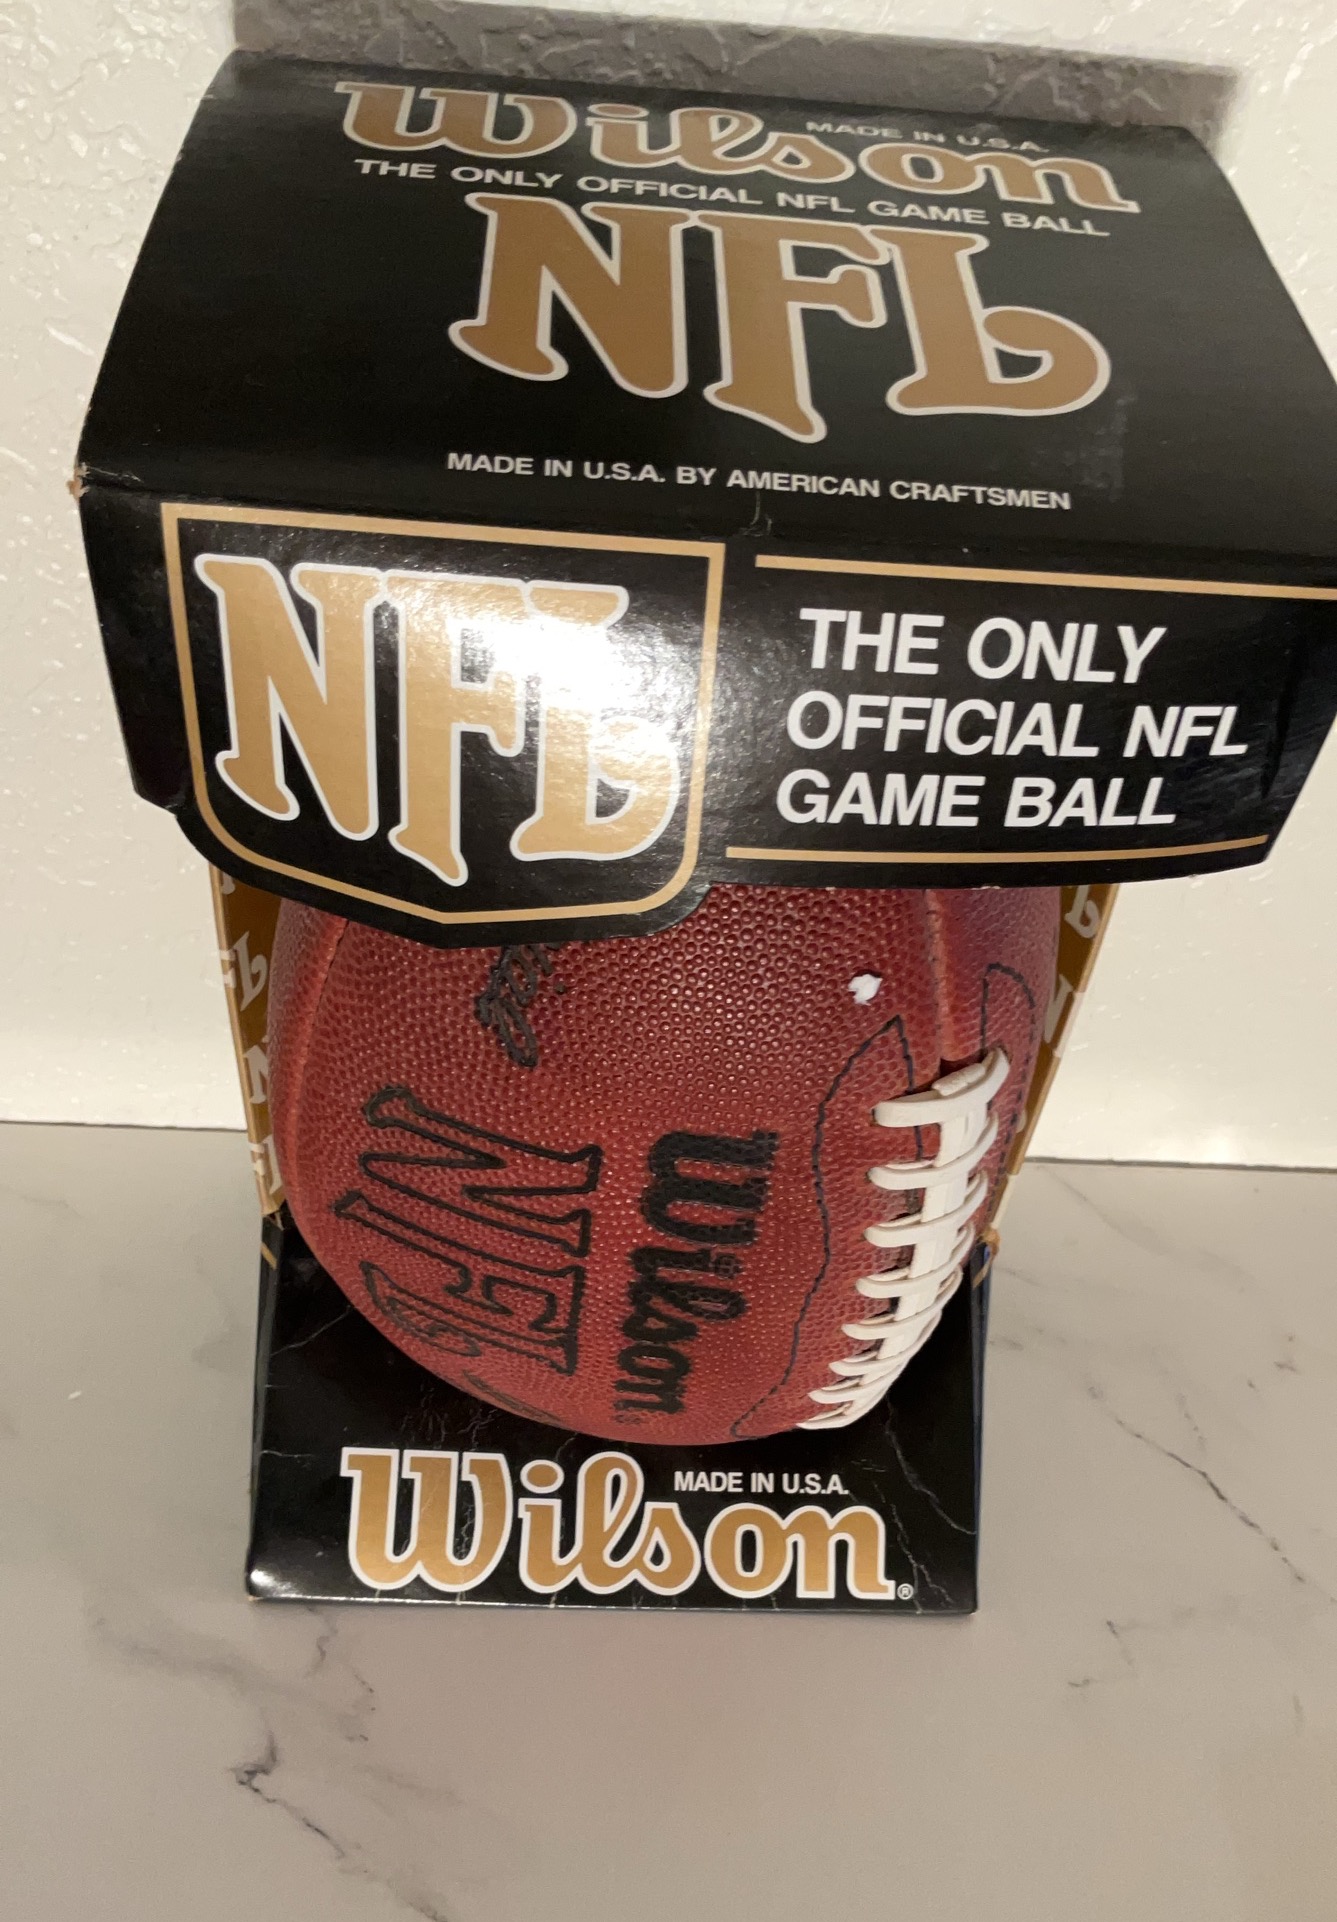 Wilson
MADE IN U.S.A.
THE ONLY OFFICIAL NFL GAME BALL
NFL
MADE IN U.S.A. BY AMERICAN CRAFTSMEN
NFL
THE ONLY
OFFICIAL NFL
GAME BALL
Wilson
NFL
MADE IN U.S.A.
Wilson®